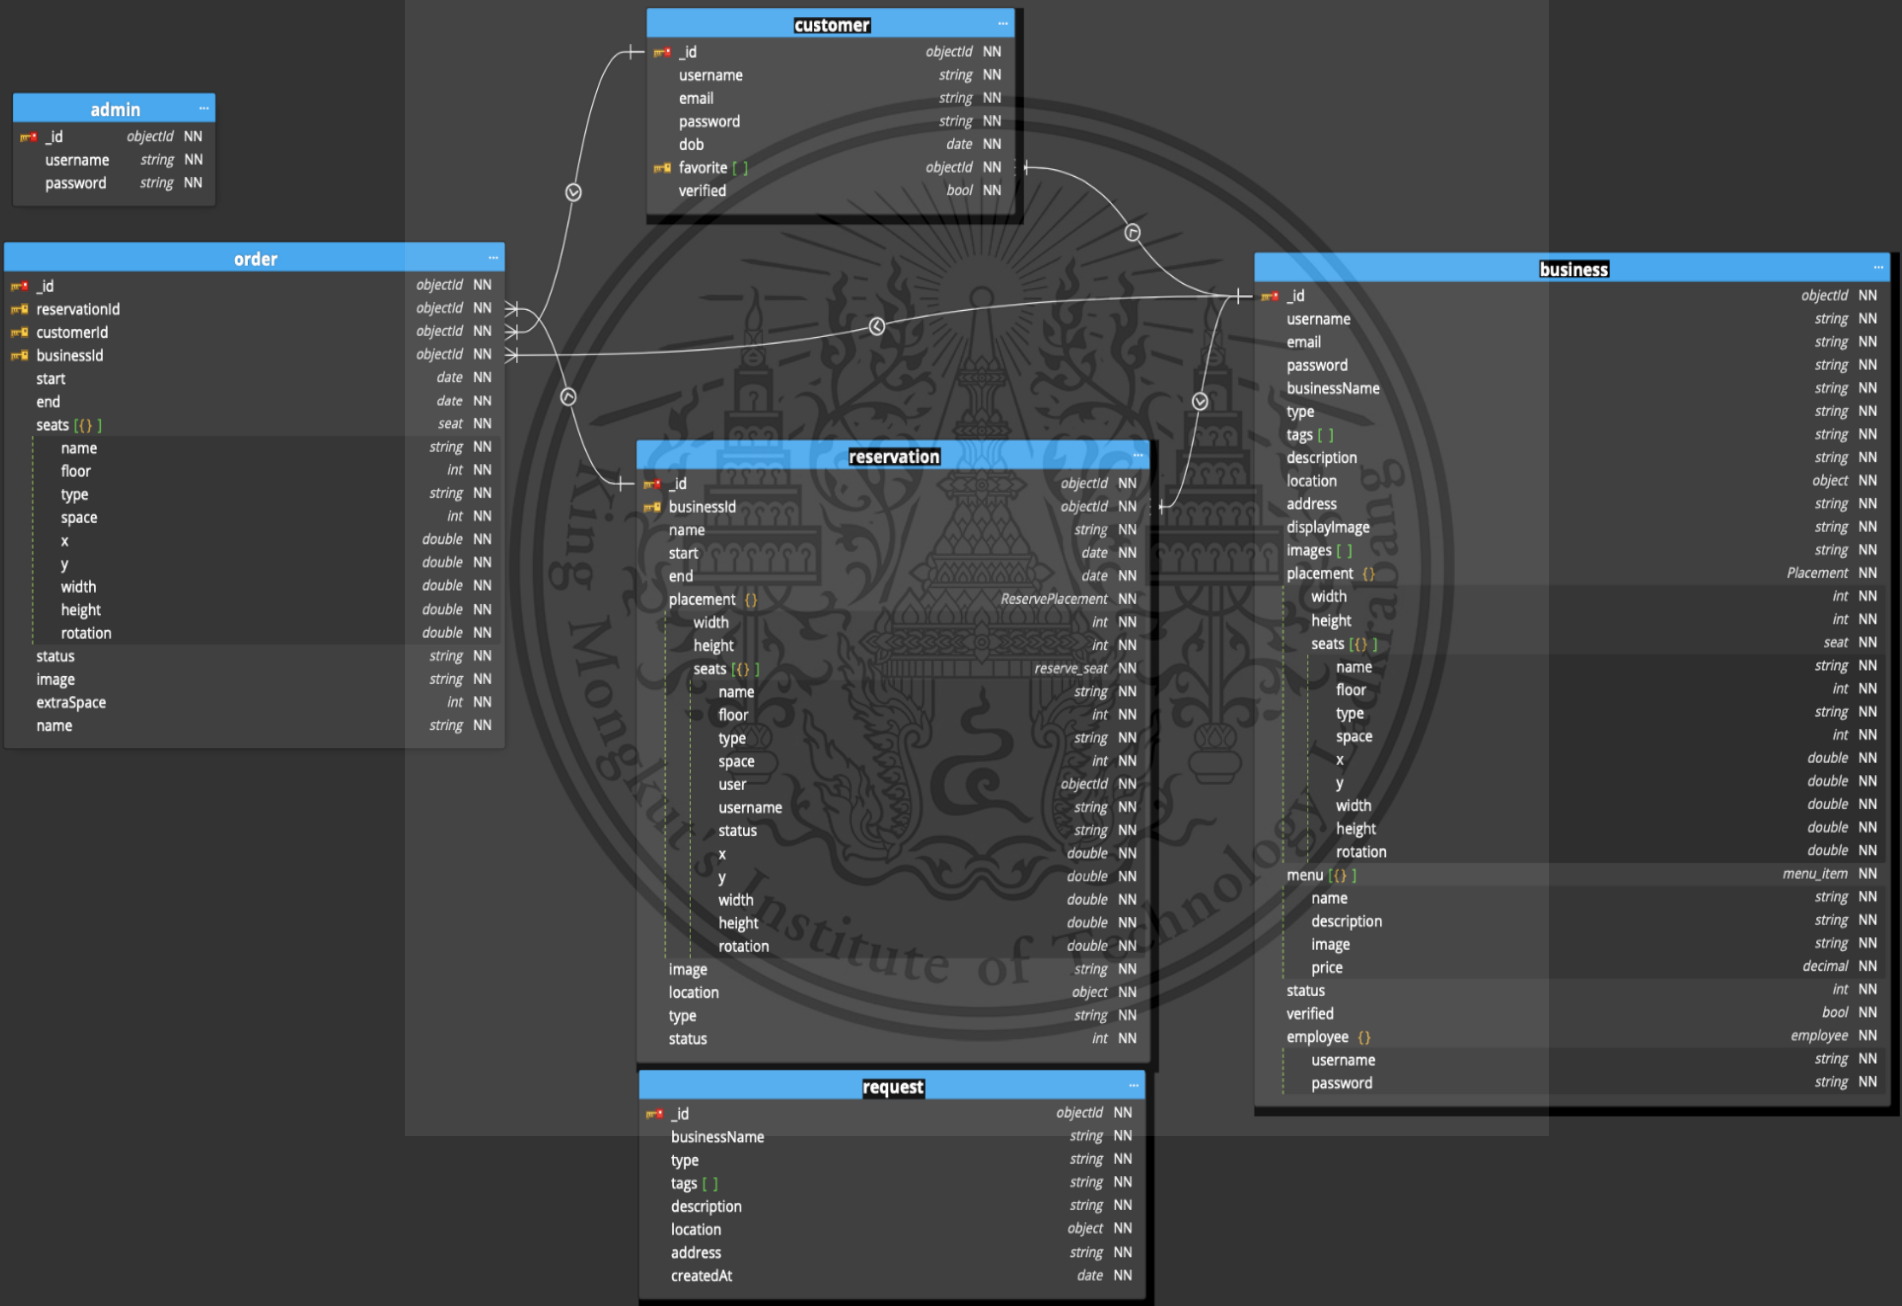 customer ...
_id objectId NN
username string NN
email string NN
password string NN
dob date NN
favorite [ ] objectId NN
verified bool NN
admin ...
_id objectId NN
username string NN
password string NN
order ...
_id objectId NN
reservationId objectId NN
customerId objectId NN
businessId objectId NN
start date NN
end date NN
seats [{} ] seat NN
name string NN
floor int NN
type string NN
space int NN
x double NN
y double NN
width double NN
height double NN
rotation double NN
status string NN
image string NN
extraSpace int NN
name string NN
reservation ...
_id objectId NN
businessId objectId NN
name string NN
start date NN
end date NN
placement {} ReservePlacement NN
width int NN
height int NN
seats [{} ] reserve_seat NN
name string NN
floor int NN
type string NN
space int NN
user objectId NN
username string NN
status string NN
x double NN
y double NN
width double NN
height double NN
rotation double NN
image string NN
location object NN
type string NN
status int NN
request ...
_id objectId NN
businessName string NN
type string NN
tags [ ] string NN
description string NN
location object NN
address string NN
createdAt date NN
business ...
_id objectId NN
username string NN
email string NN
password string NN
businessName string NN
type string NN
tags [ ] string NN
description string NN
location object NN
address string NN
displayImage string NN
images [ ] string NN
placement {} Placement NN
width int NN
height int NN
seats [{} ] seat NN
name string NN
floor int NN
type string NN
space int NN
x double NN
y double NN
width double NN
height double NN
rotation double NN
menu [{} ] menu_item NN
name string NN
description string NN
image string NN
price decimal NN
status int NN
verified bool NN
employee {} employee NN
username string NN
password string NN
King Mongkut's Institute of Technology Ladkrabang